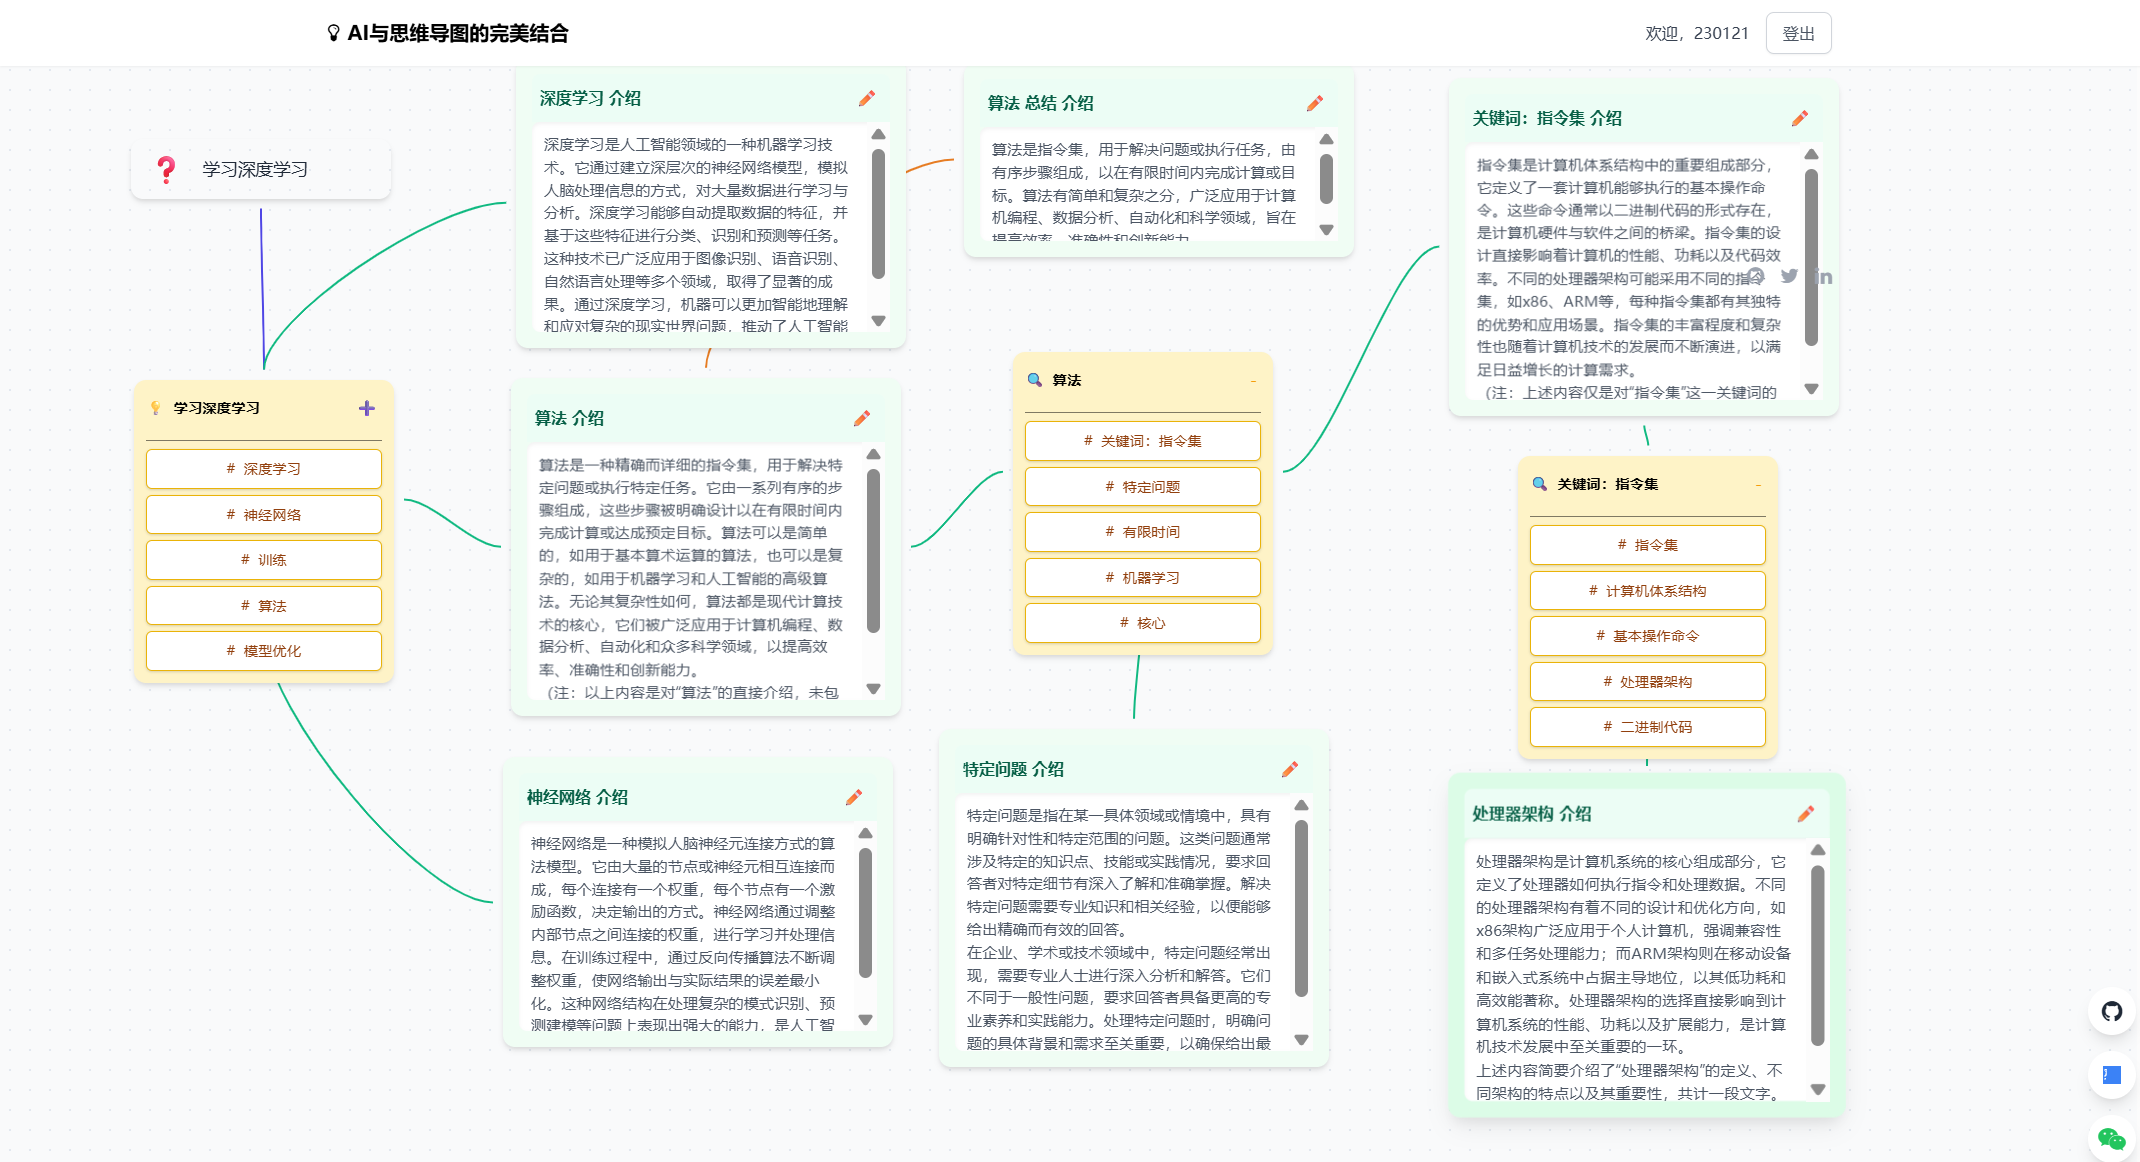 AI与思维导图的完美结合
欢迎，230121
登出
学习深度学习
学习深度学习
# 深度学习
# 神经网络
# 训练
# 算法
# 模型优化
深度学习 介绍
深度学习是人工智能领域的一种机器学习技
术。它通过建立深层次的神经网络模型，模拟
人脑处理信息的方式，对大量数据进行学习与
分析。深度学习能够自动提取数据的特征，并
基于这些特征进行分类、识别和预测等任务。
这种技术已广泛应用于图像识别、语音识别、
自然语言处理等多个领域，取得了显著的成
果。通过深度学习，机器可以更加智能地理解
和应对复杂的现实世界问题，推动了人工智能
算法 介绍
算法是一种精确而详细的指令集，用于解决特
定问题或执行特定任务。它由一系列有序的步
骤组成，这些步骤被明确设计以在有限时间内
完成计算或达成预定目标。算法可以是简单
的，如用于基本算术运算的算法，也可以是复
杂的，如用于机器学习和人工智能的高级算
法。无论其复杂性如何，算法都是现代计算技
术的核心，它们被广泛应用于计算机编程、数
据分析、自动化和众多科学领域，以提高效
率、准确性和创新能力。
（注：以上内容是对“算法”的直接介绍，未包
神经网络 介绍
神经网络是一种模拟人脑神经元连接方式的算
法模型。它由大量的节点或神经元相互连接而
成，每个连接有一个权重，每个节点有一个激
励函数，决定输出的方式。神经网络通过调整
内部节点之间连接的权重，进行学习并处理信
息。在训练过程中，通过反向传播算法不断调
整权重，使网络输出与实际结果的误差最小
化。这种网络结构在处理复杂的模式识别、预
测建模等问题上表现出强大的能力，是人工智
算法 总结 介绍
算法是指令集，用于解决问题或执行任务，由
有序步骤组成，以在有限时间内完成计算或目
标。算法有简单和复杂之分，广泛应用于计算
机编程、数据分析、自动化和科学领域，旨在
提高效率、准确性和创新能力
算法
-
# 关键词：指令集
# 特定问题
# 有限时间
# 机器学习
# 核心
特定问题 介绍
特定问题是指在某一具体领域或情境中，具有
明确针对性和特定范围的问题。这类问题通常
涉及特定的知识点、技能或实践情况，要求回
答者对特定细节有深入了解和准确掌握。解决
特定问题需要专业知识和相关经验，以便能够
给出精确而有效的回答。
在企业、学术或技术领域中，特定问题经常出
现，需要专业人士进行深入分析和解答。它们
不同于一般性问题，要求回答者具备更高的专
业素养和实践能力。处理特定问题时，明确问
题的具体背景和需求至关重要，以确保给出最
关键词：指令集 介绍
指令集是计算机体系结构中的重要组成部分，
它定义了一套计算机能够执行的基本操作命
令。这些命令通常以二进制代码的形式存在，
是计算机硬件与软件之间的桥梁。指令集的设
计直接影响着计算机的性能、功耗以及代码效
率。不同的处理器架构可能采用不同的指令
集，如x86、ARM等，每种指令集都有其独特
的优势和应用场景。指令集的丰富程度和复杂
性也随着计算机技术的发展而不断演进，以满
足日益增长的计算需求。
（注：上述内容仅是对“指令集”这一关键词的
关键词：指令集
-
# 指令集
# 计算机体系结构
# 基本操作命令
# 处理器架构
# 二进制代码
处理器架构 介绍
处理器架构是计算机系统的核心组成部分，它
定义了处理器如何执行指令和处理数据。不同
的处理器架构有着不同的设计和优化方向，如
x86架构广泛应用于个人计算机，强调兼容性
和多任务处理能力；而ARM架构则在移动设备
和嵌入式系统中占据主导地位，以其低功耗和
高效能著称。处理器架构的选择直接影响到计
算机系统的性能、功耗以及扩展能力，是计算
机技术发展中至关重要的一环。
上述内容简要介绍了“处理器架构”的定义、不
同架构的特点以及其重要性，共计一段文字。